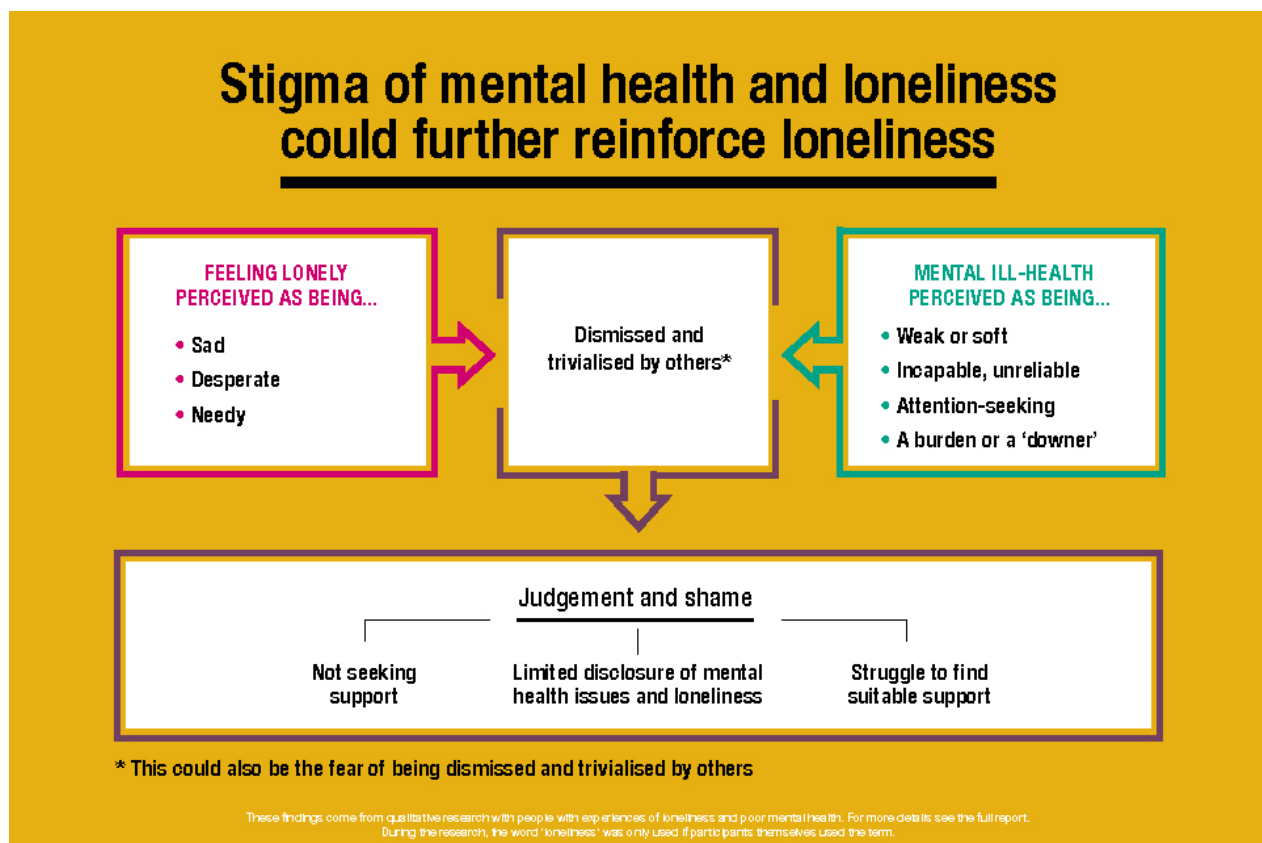 Stigma of mental health and loneliness
could further reinforce loneliness
FEELING LONELY
PERCEIVED AS BEING...
• Sad
• Desperate
• Needy
Dismissed and
trivialised by others*
MENTAL ILL-HEALTH
PERCEIVED AS BEING...
• Weak or soft
• Incapable, unreliable
• Attention-seeking
• A burden or a ‘downer’
Judgement and shame
Not seeking
support
Limited disclosure of mental
health issues and loneliness
Struggle to find
suitable support
* This could also be the fear of being dismissed and trivialised by others
These findings come from qualitative research with people with experiences of loneliness and poor mental health. For more details see the full report.
During the research, the word 'loneliness' was only used if participants themselves used the term.